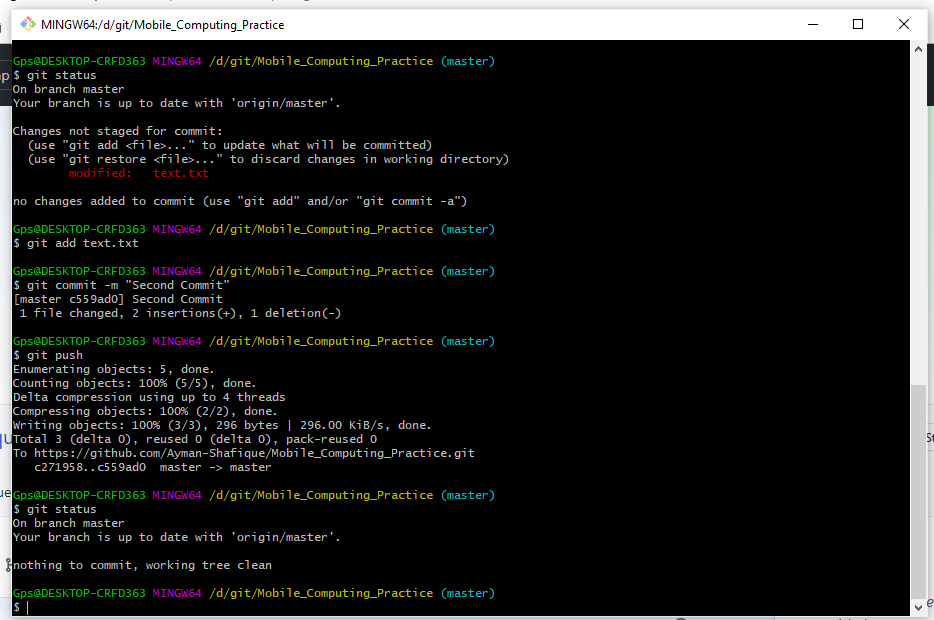 MINGW64:/d/git/Mobile_Computing_Practice
Gps@DESKTOP-CRFD363 MINGW64 /d/git/Mobile_Computing_Practice (master)
$ git status
On branch master
Your branch is up to date with 'origin/master'.
Changes not staged for commit:
(use "git add <file>..." to update what will be committed)
(use "git restore <file>..." to discard changes in working directory)
modified: text.txt
no changes added to commit (use "git add" and/or "git commit -a")
Gps@DESKTOP-CRFD363 MINGW64 /d/git/Mobile_Computing_Practice (master)
$ git add text.txt
Gps@DESKTOP-CRFD363 MINGW64 /d/git/Mobile_Computing_Practice (master)
$ git commit -m "Second Commit"
[master c559ad0] Second Commit
1 file changed, 2 insertions(+), 1 deletion(-)
Gps@DESKTOP-CRFD363 MINGW64 /d/git/Mobile_Computing_Practice (master)
$ git push
Enumerating objects: 5, done.
Counting objects: 100% (5/5), done.
Delta compression using up to 4 threads
Compressing objects: 100% (2/2), done.
Writing objects: 100% (3/3), 296 bytes | 296.00 KiB/s, done.
Total 3 (delta 0), reused 0 (delta 0), pack-reused 0
To https://github.com/Ayman-Shafique/Mobile_Computing_Practice.git
c271958..c559ad0 master -> master
Gps@DESKTOP-CRFD363 MINGW64 /d/git/Mobile_Computing_Practice (master)
$ git status
On branch master
Your branch is up to date with 'origin/master'.
nothing to commit, working tree clean
Gps@DESKTOP-CRFD363 MINGW64 /d/git/Mobile_Computing_Practice (master)
$